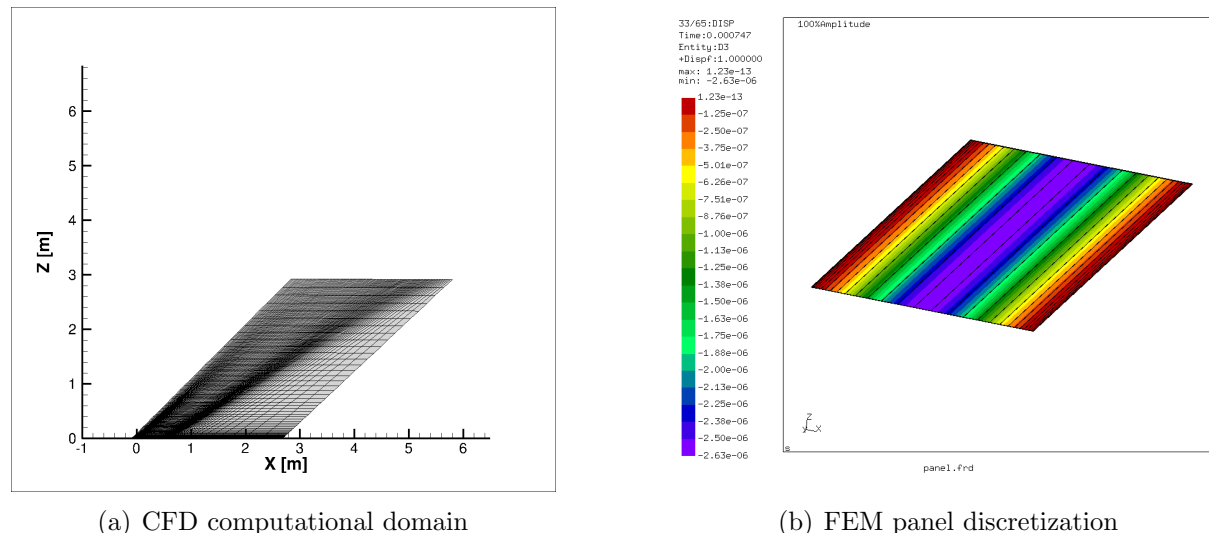 6
5
4
3
2
1
0
Z [m]
-1 0 1 2 3 4 5 6
X [m]
(a) CFD computational domain
33/65:DISP
Time:0.000747
Entity:D3
+Dispf:1.000000
max: 1.23e-13
min: -2.63e-06
1.23e-13
-1.25e-07
-2.50e-07
-3.75e-07
-5.01e-07
-6.26e-07
-7.51e-07
-8.76e-07
-1.00e-06
-1.13e-06
-1.25e-06
-1.38e-06
-1.50e-06
-1.63e-06
-1.75e-06
-1.88e-06
-2.00e-06
-2.13e-06
-2.25e-06
-2.38e-06
-2.50e-06
-2.63e-06
100%Amplitude
Z
Y X
s
panel.frd
(b) FEM panel discretization